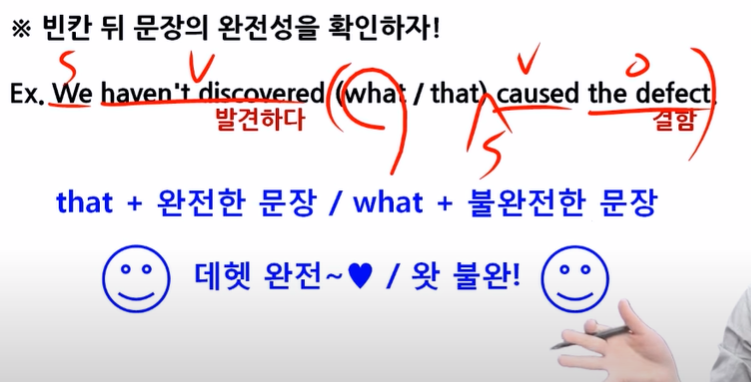 ※ 빈칸 뒤 문장의 완전성을 확인하자!
S V V O
Ex. We haven't discovered (what / that) caused the defect.
발견하다 S 결함
that + 완전한 문장 / what + 불완전한 문장
데헷 완전~♥ / 왓 불완!